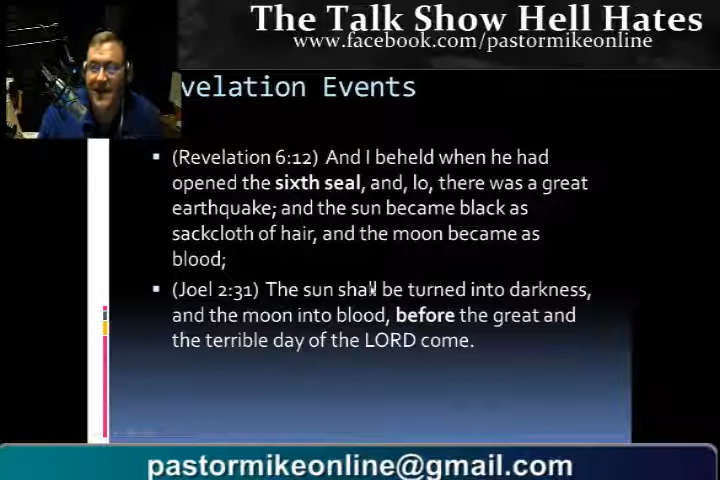 The Talk Show Hell Hates
www.facebook.com/pastormikeonline
velation Events
▪ (Revelation 6:12) And I beheld when he had
opened the sixth seal, and, lo, there was a great
earthquake; and the sun became black as
sackcloth of hair, and the moon became as
blood;
▪ (Joel 2:31) The sun shall be turned into darkness,
and the moon into blood, before the great and
the terrible day of the LORD come.
pastormikeonline@gmail.com